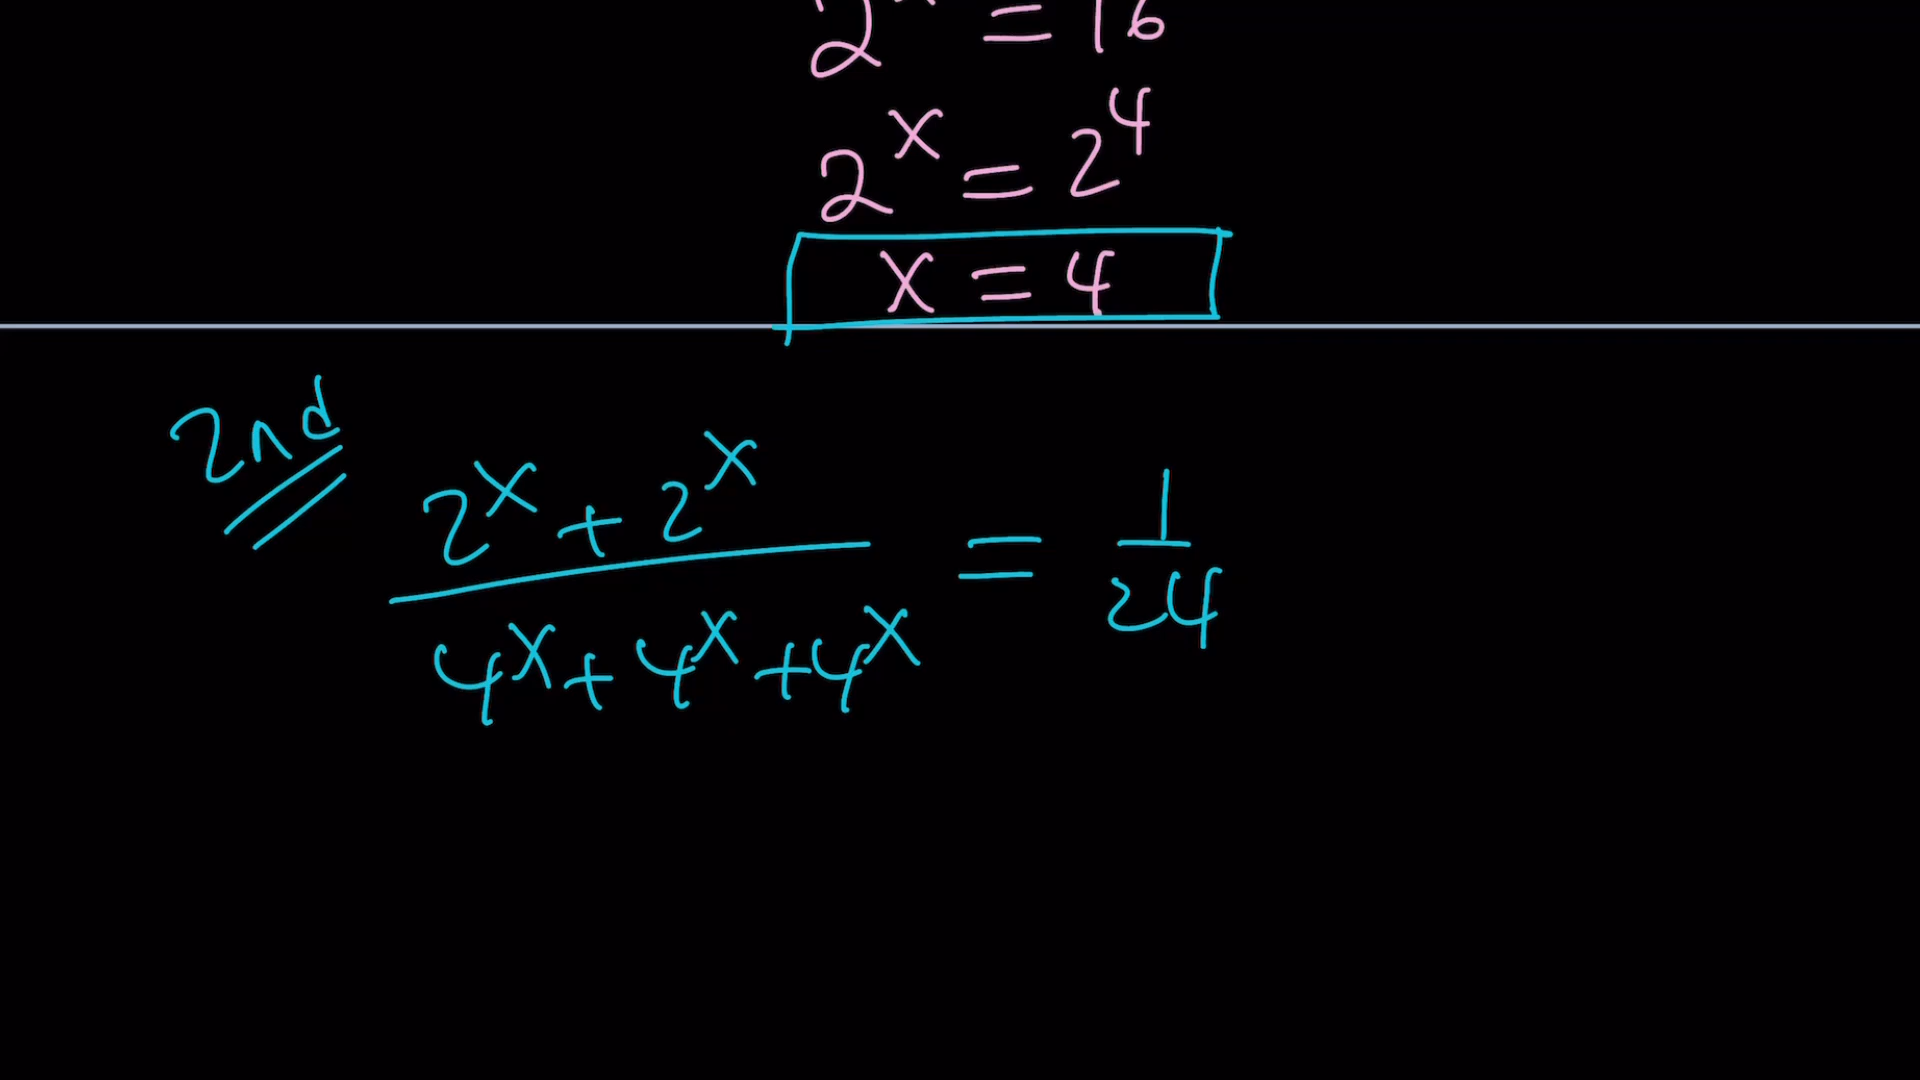 2^x = 16
2^x = 2^4
x = 4
2nd
2^x + 2^x / 4^x + 4^x + 4^x = 1/24